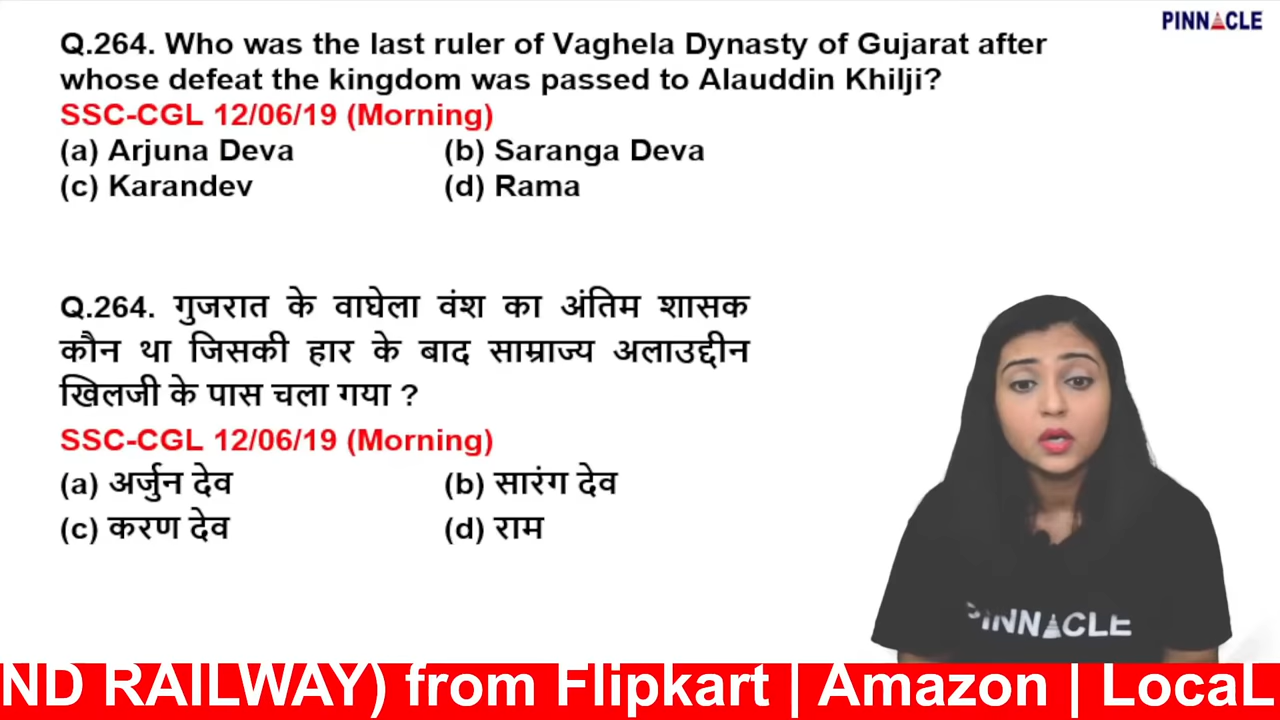 PINNACLE
Q.264. Who was the last ruler of Vaghela Dynasty of Gujarat after
whose defeat the kingdom was passed to Alauddin Khilji?
SSC-CGL 12/06/19 (Morning)
(a) Arjuna Deva (b) Saranga Deva
(c) Karandev (d) Rama
Q.264. गुजरात के वाघेला वंश का अंतिम शासक
कौन था जिसकी हार के बाद साम्राज्य अलाउद्दीन
खिलजी के पास चला गया ?
SSC-CGL 12/06/19 (Morning)
(a) अर्जुन देव (b) सारंग देव
(c) करण देव (d) राम
PINNACLE
ND RAILWAY) from Flipkart | Amazon | LocaL